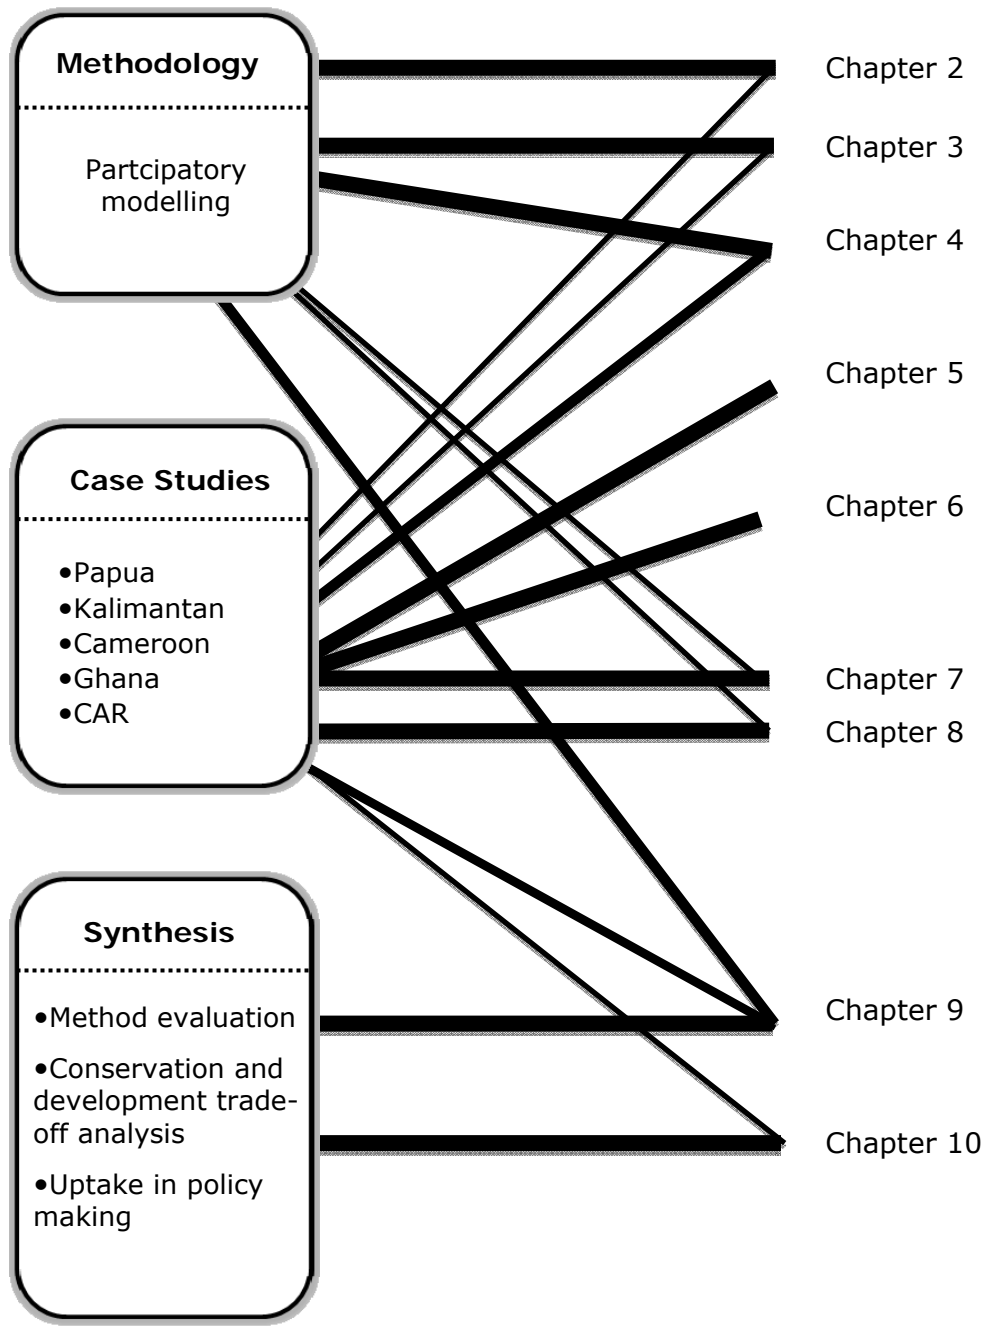 Methodology
Partcipatory
modelling
Case Studies
•Papua
•Kalimantan
•Cameroon
•Ghana
•CAR
Synthesis
•Method evaluation
•Conservation and
development trade-
off analysis
•Uptake in policy
making
Chapter 2
Chapter 3
Chapter 4
Chapter 5
Chapter 6
Chapter 7
Chapter 8
Chapter 9
Chapter 10